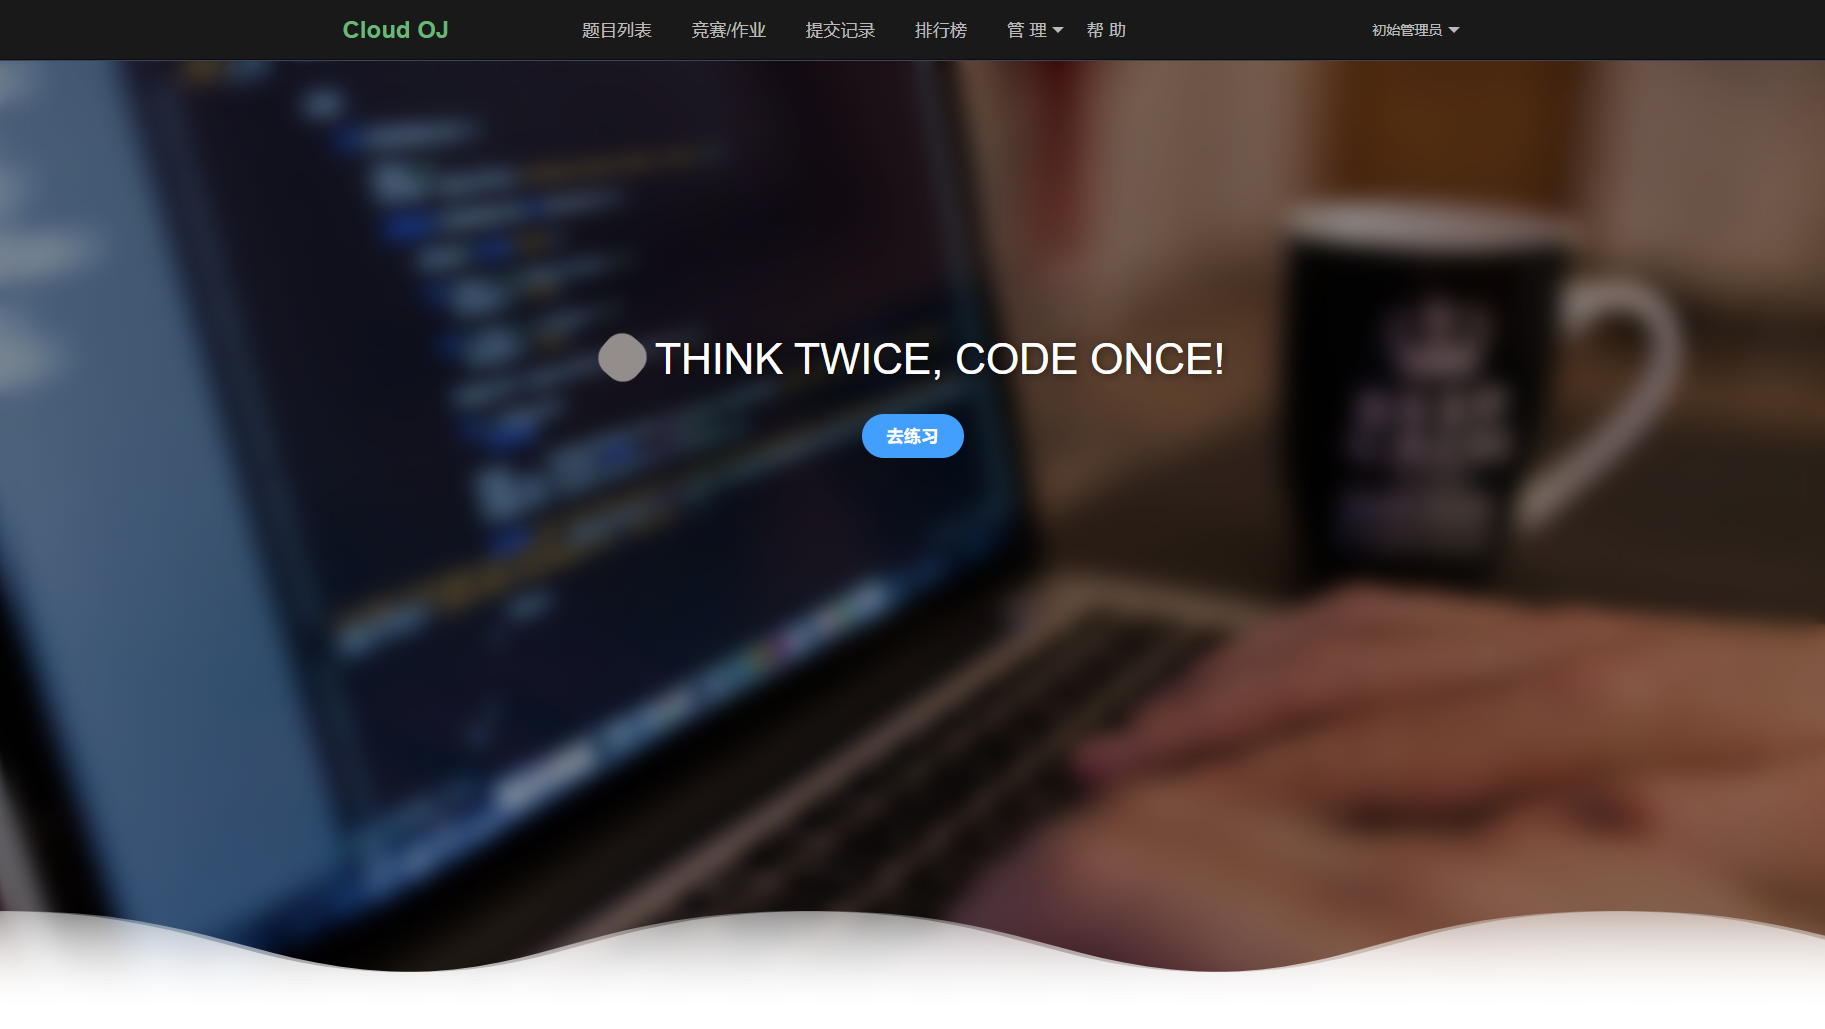 Cloud OJ
题目列表
竞赛/作业
提交记录
排行榜
管 理
帮 助
初始管理员
THINK TWICE, CODE ONCE!
去练习